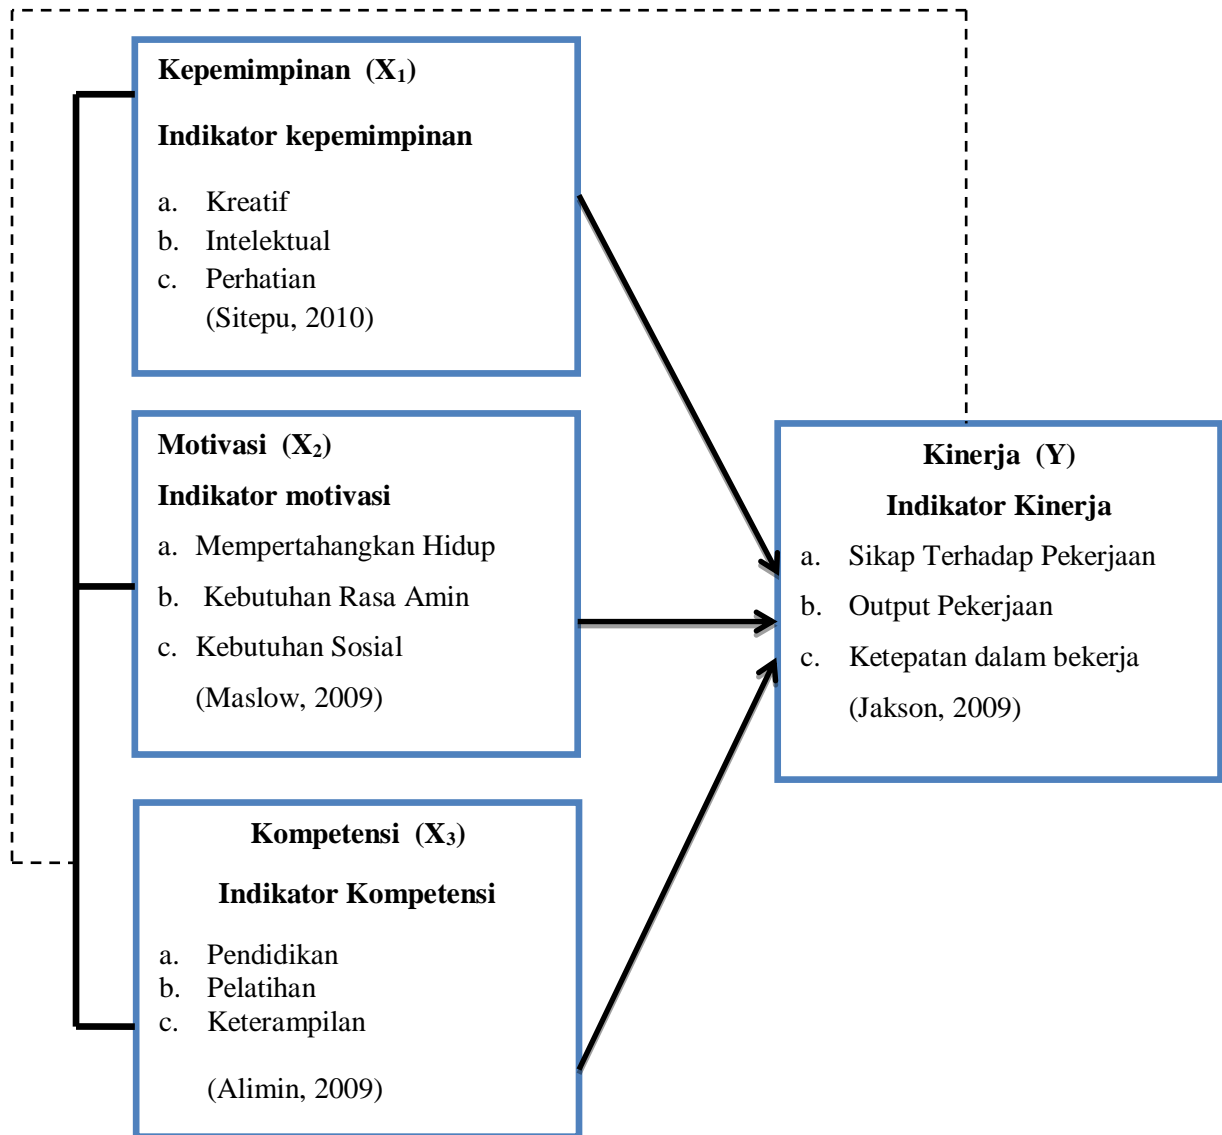 Kepemimpinan (X₁)
Indikator kepemimpinan
a. Kreatif
b. Intelektual
c. Perhatian
(Sitepu, 2010)
Motivasi (X₂)
Indikator motivasi
a. Mempertahangkan Hidup
b. Kebutuhan Rasa Amin
c. Kebutuhan Sosial
(Maslow, 2009)
Kompetensi (X₃)
Indikator Kompetensi
a. Pendidikan
b. Pelatihan
c. Keterampilan
(Alimin, 2009)
Kinerja (Y)
Indikator Kinerja
a. Sikap Terhadap Pekerjaan
b. Output Pekerjaan
c. Ketepatan dalam bekerja
(Jakson, 2009)